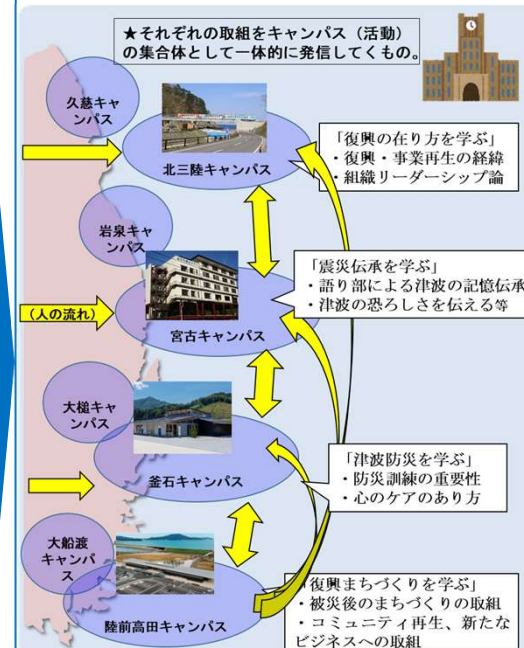 ★それぞれの取組をキャンパス（活動）
の集合体として一体的に発信してくもの。
久慈キャ
ンパス
北三陸キャンパス
「復興の在り方を学ぶ」
・復興・事業再生の経緯
・組織リーダーシップ論
岩泉キャ
ンパス
(人の流れ)
宮古キャンパス
「震災伝承を学ぶ」
・語り部による津波の記憶伝承
・津波の恐ろしさを伝える等
大槌キャ
ンパス
釜石キャンパス
「津波防災を学ぶ」
・防災訓練の重要性
・心のケアのあり方
大船渡
キャンパ
ス
陸前高田キャンパス
「復興まちづくりを学ぶ」
・被災後のまちづくりの取組
・コミュニティ再生、新たな
ビジネスへの取組